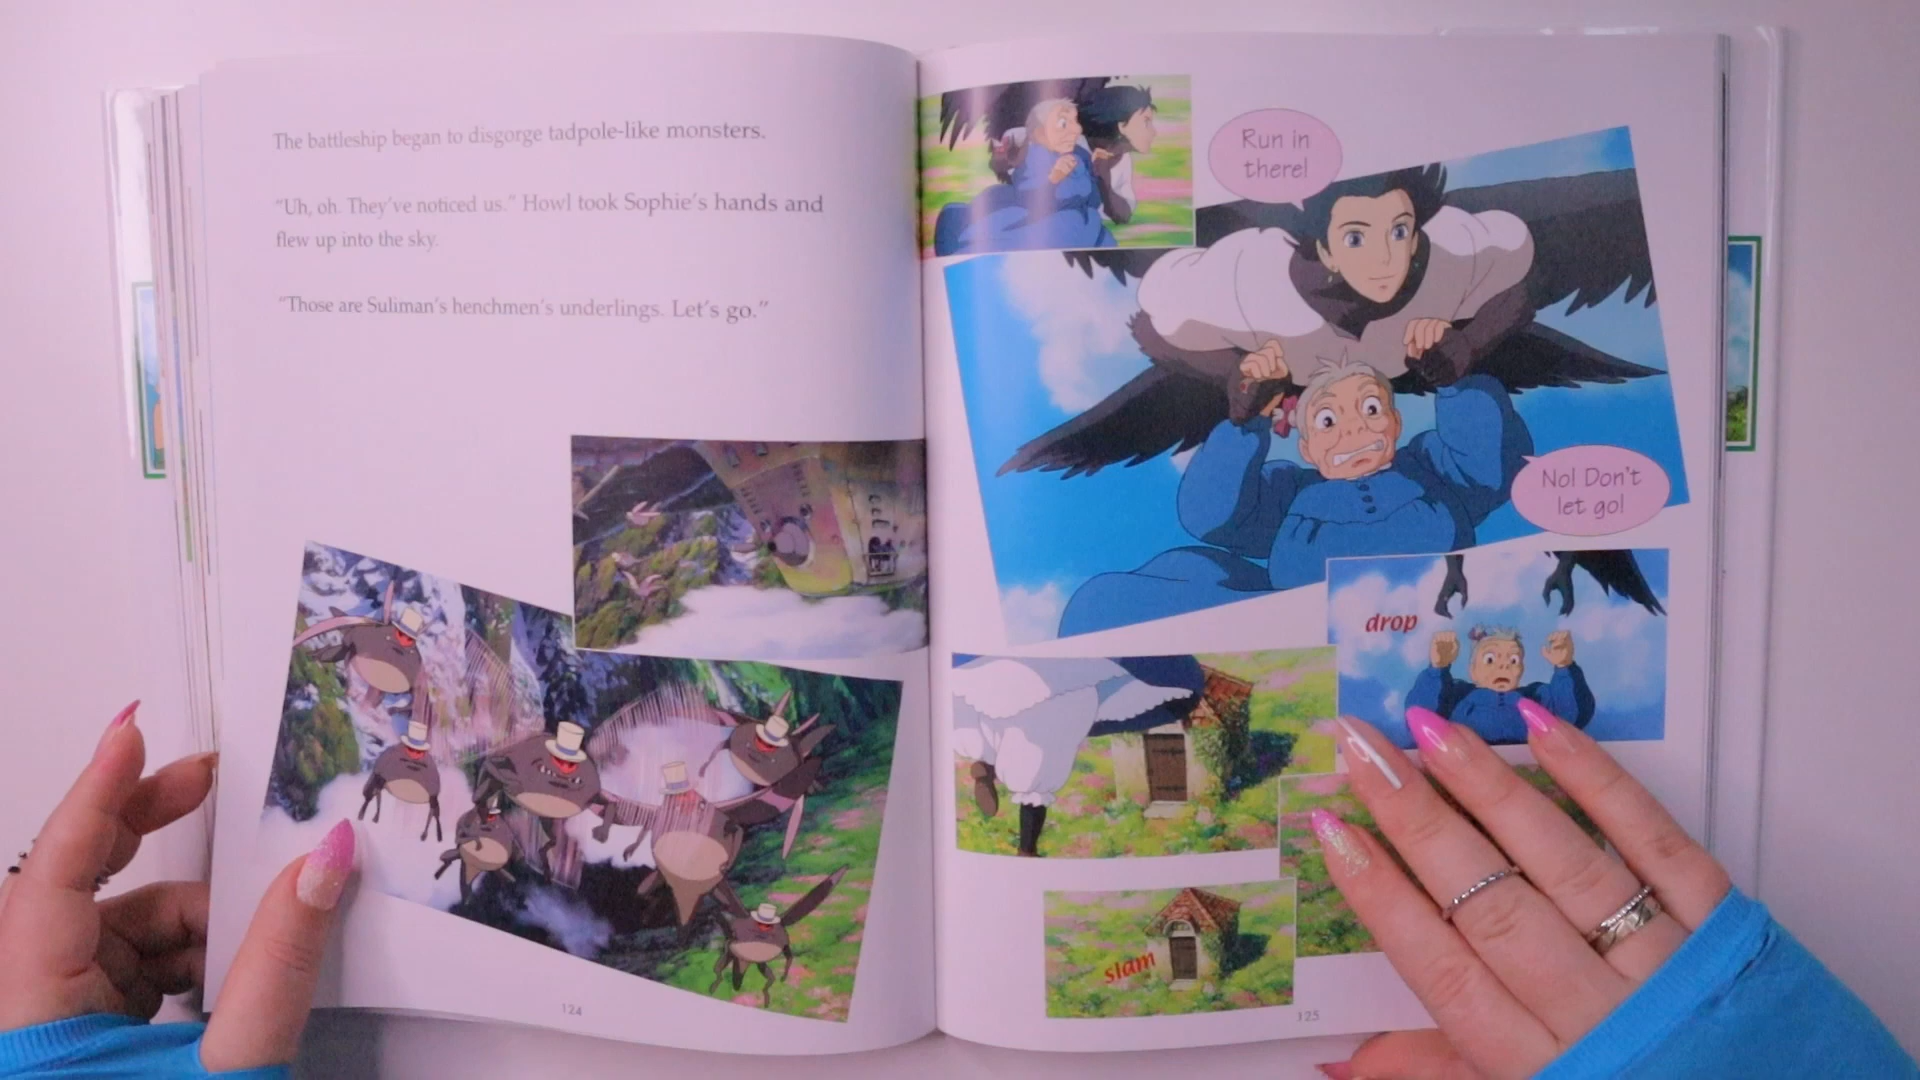 The battleship began to disgorge tadpole-like monsters.
"Uh, oh. They've noticed us." Howl took Sophie's hands and
flew up into the sky.
"Those are Suliman's henchmen's underlings. Let's go."
124
Run in
there!
No! Don't
let go!
drop
slam
125